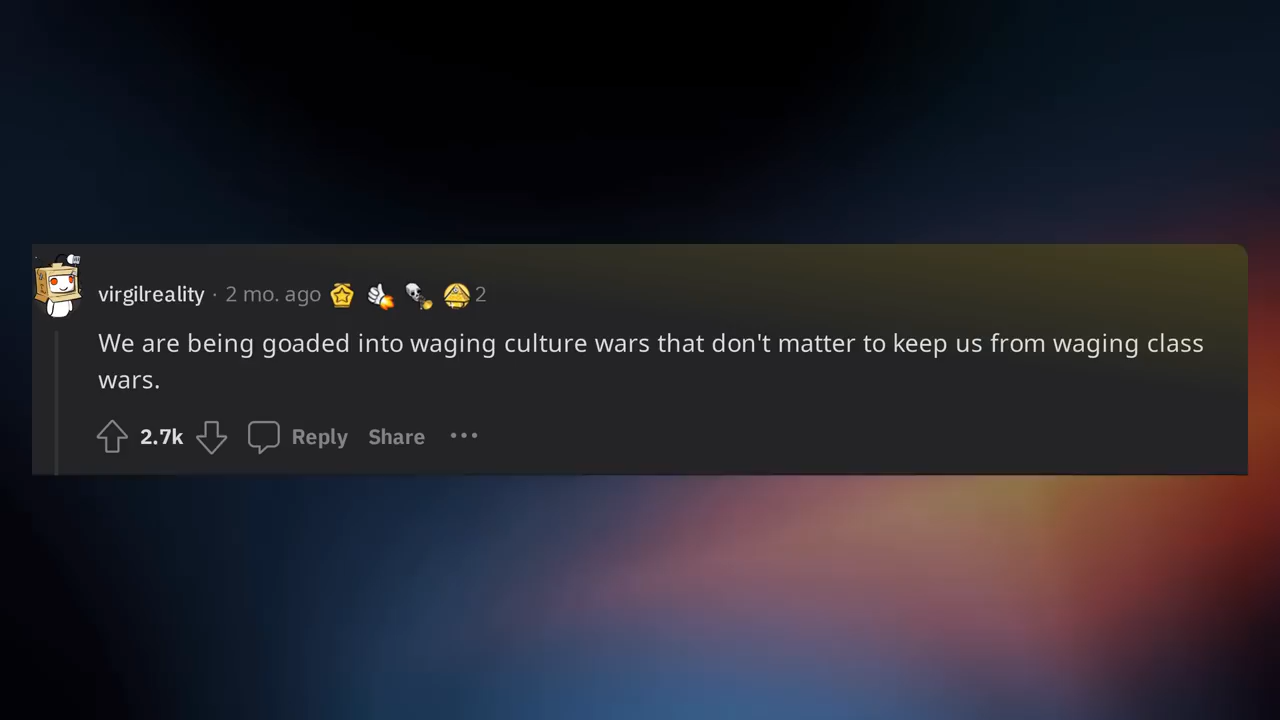 virgilreality · 2 mo. ago 2
We are being goaded into waging culture wars that don't matter to keep us from waging class
wars.
2.7k Reply Share ···